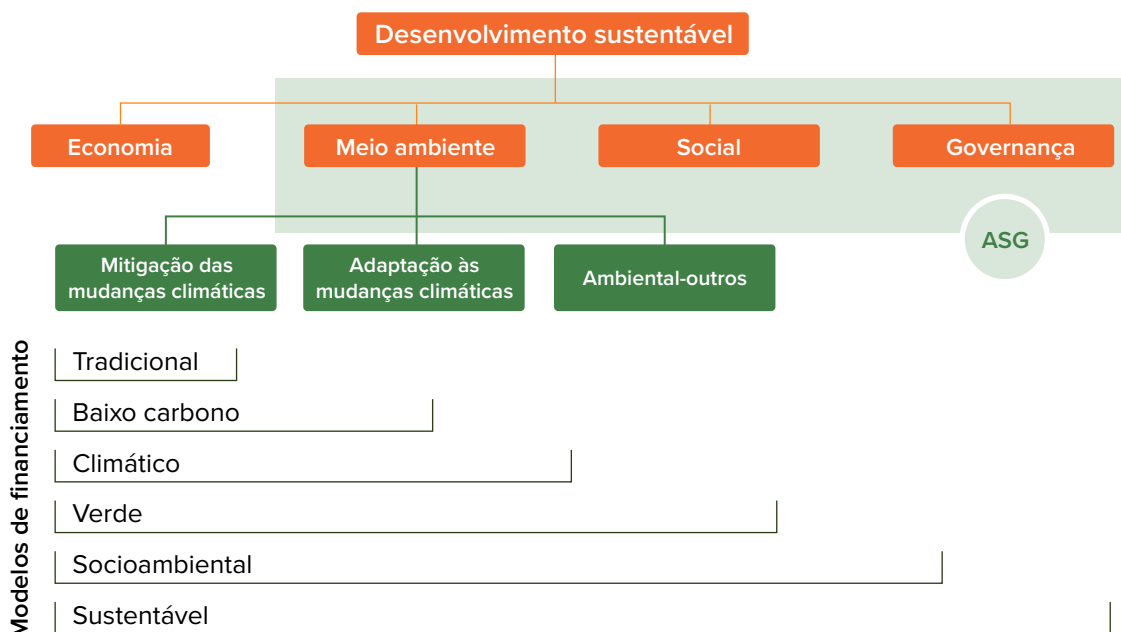 Desenvolvimento sustentável
Economia
Meio ambiente
Social
Governança
ASG
Mitigação das
mudanças climáticas
Adaptação às
mudanças climáticas
Ambiental-outros
Modelos de financiamento
Tradicional
Baixo carbono
Climático
Verde
Socioambiental
Sustentável